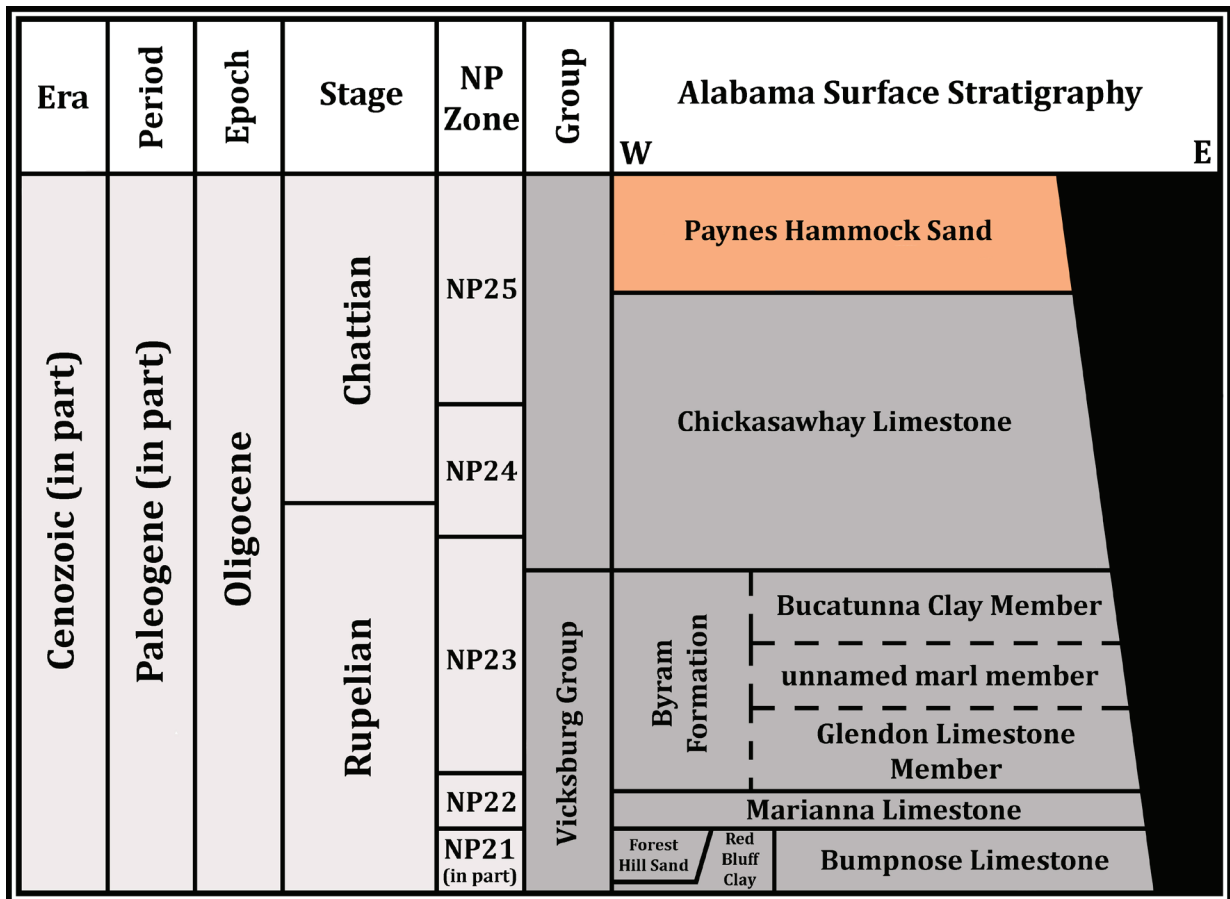 Era
Period
Epoch
Stage
NP
Zone
Group
Alabama Surface Stratigraphy
W
E
Cenozoic (in part)
Paleogene (in part)
Oligocene
Chattian
Rupelian
NP25
NP24
NP23
NP22
NP21
(in part)
Vicksburg Group
Paynes Hammock Sand
Chickasawhay Limestone
Byram
Formation
Bucatunna Clay Member
unnamed marl member
Glendon Limestone
Member
Marianna Limestone
Forest
Hill Sand
Red
Bluff
Clay
Bumpnose Limestone